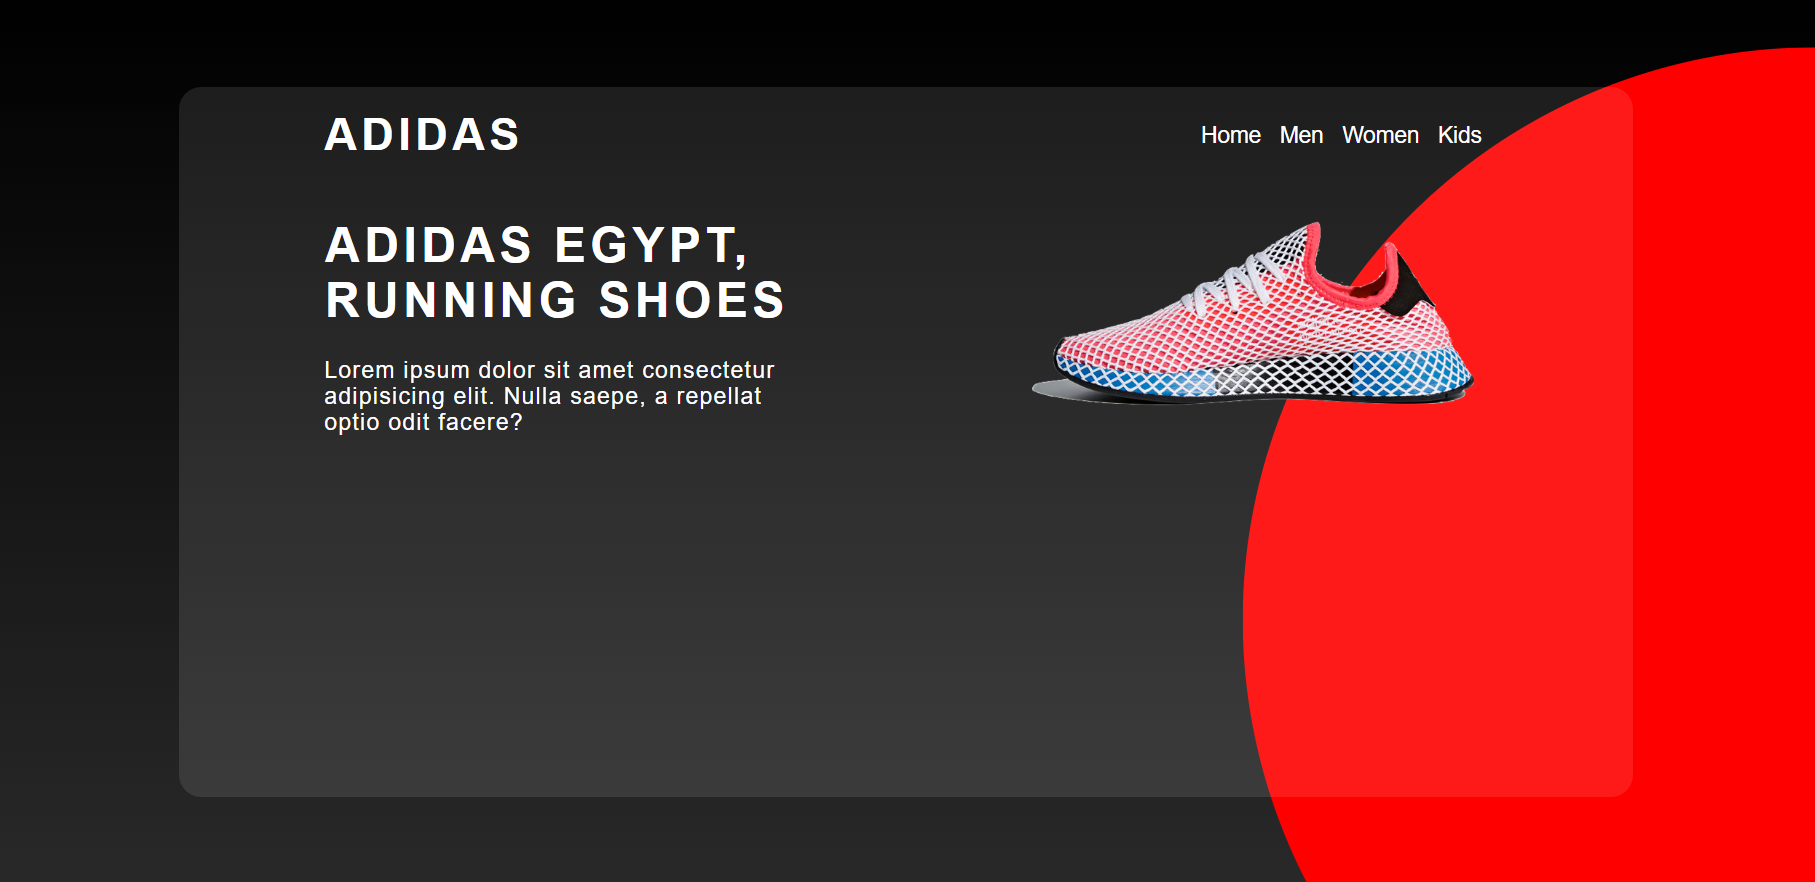 ADIDAS
Home Men Women Kids
ADIDAS EGYPT,
RUNNING SHOES
Lorem ipsum dolor sit amet consectetur
adipisicing elit. Nulla saepe, a repellat
optio odit facere?